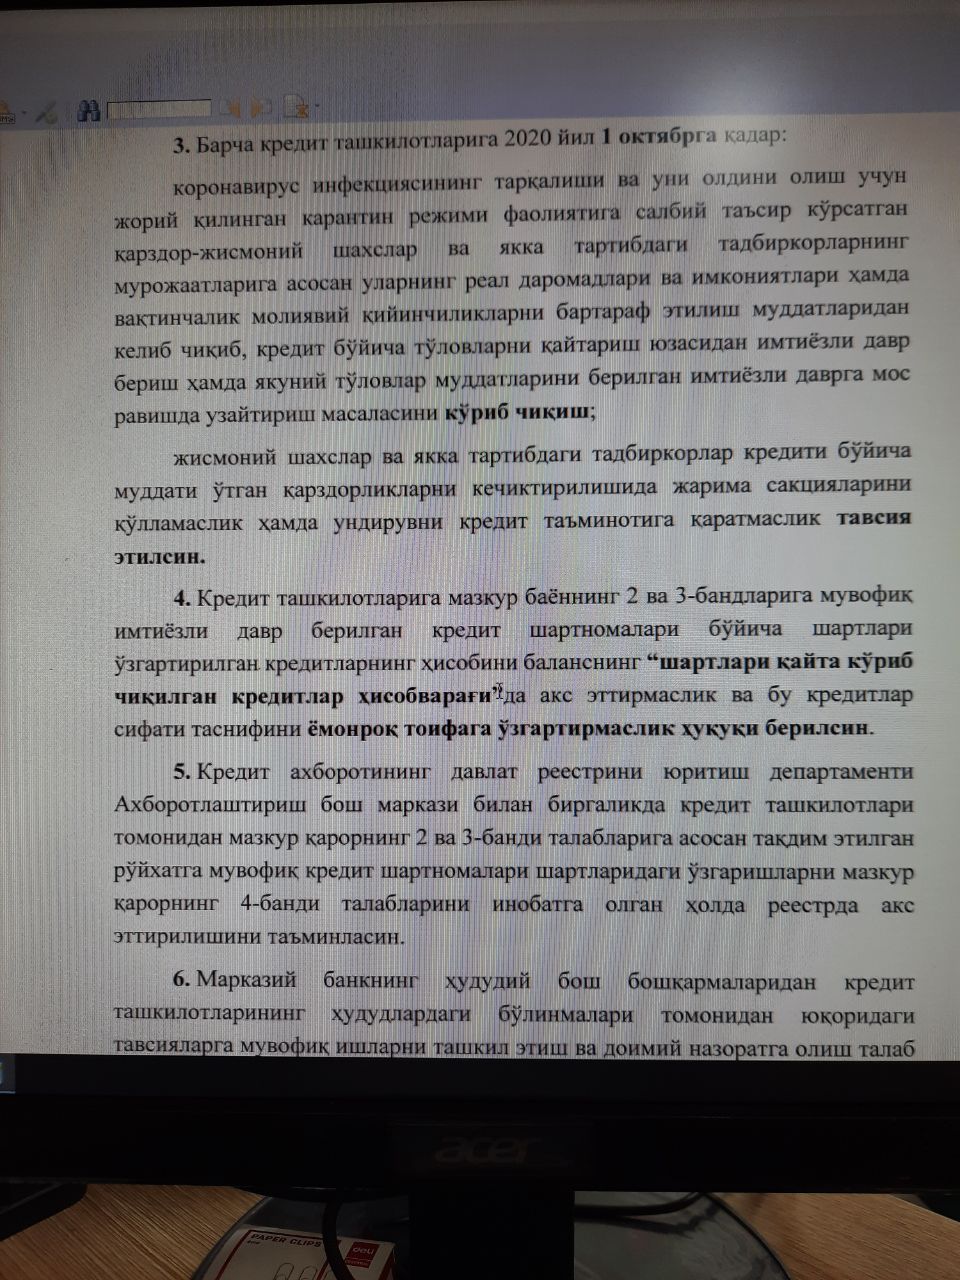 3. Барча кредит ташкилотларига 2020 йил 1 октябрга қадар:
коронавирус инфекциясининг тарқалиши ва уни олдини олиш учун
жорий қилинган карантин режими фаолиятига салбий таъсир кўрсатган
қарздор-жисмоний шахслар ва якка тартибдаги тадбиркорларнинг
мурожаатларига асосан уларнинг реал даромадлари ва имкониятлари ҳамда
вақтинчалик молиявий қийинчиликларни бартараф этилиш муддатларидан
келиб чиқиб, кредит бўйича тўловларни қайтариш юзасидан имтиёзли давр
бериш ҳамда якуний тўловлар муддатларини берилган имтиёзли даврга мос
равишда узайтириш масаласини кўриб чиқиш;
жисмоний шахслар ва якка тартибдаги тадбиркорлар кредити бўйича
муддати ўтган қарздорликларни кечиктирилишида жарима сакцияларини
қўлламаслик ҳамда ундирувни кредит таъминотига қаратмаслик тавсия
этилсин.
4. Кредит ташкилотларига мазкур баённинг 2 ва 3-бандларига мувофиқ
имтиёзли давр берилган кредит шартномалари бўйича шартлари
ўзгартирилган кредитларнинг ҳисобини баланснинг “шартлари қайта кўриб
чиқилган кредитлар ҳисобварағи”да акс эттирмаслик ва бу кредитлар
сифати таснифини ёмонроқ тоифага ўзгартирмаслик ҳуқуқи берилсин.
5. Кредит ахборотининг давлат реестрини юритиш департаменти
Ахборотлаштириш бош маркази билан биргаликда кредит ташкилотлари
томонидан мазкур қарорнинг 2 ва 3-банди талабларига асосан тақдим этилган
рўйхатга мувофиқ кредит шартномалари шартларидаги ўзгаришларни мазкур
қарорнинг 4-банди талабларини инобатга олган ҳолда реестрда акс
эттирилишини таъминласин.
6. Марказий банкнинг ҳудудий бош бошқармаларидан кредит
ташкилотларининг ҳудудлардаги бўлинмалари томонидан юқоридаги
тавсияларга мувофиқ ишларни ташкил этиш ва доимий назоратга олиш талаб
acer
PAPER CLIPS
deli